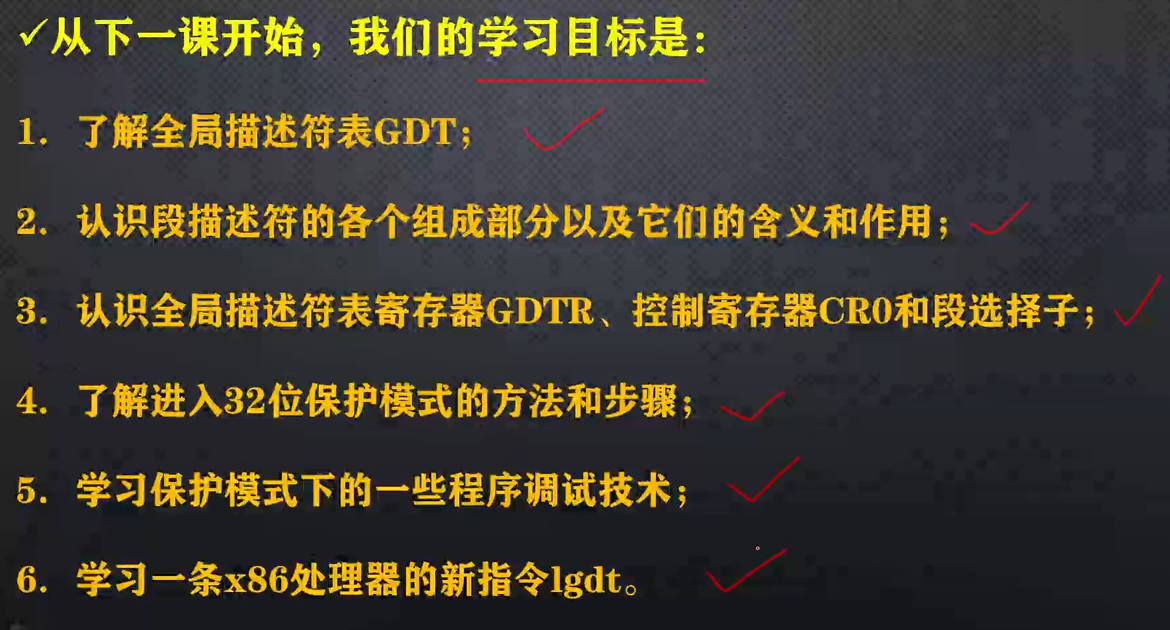 ✓从下一课开始，我们的学习目标是：
1. 了解全局描述符表GDT；
2. 认识段描述符的各个组成部分以及它们的含义和作用；
3. 认识全局描述符表寄存器GDTR、控制寄存器CR0和段选择子；
4. 了解进入32位保护模式的方法和步骤；
5. 学习保护模式下的一些程序调试技术；
6. 学习一条x86处理器的新指令lgdt。